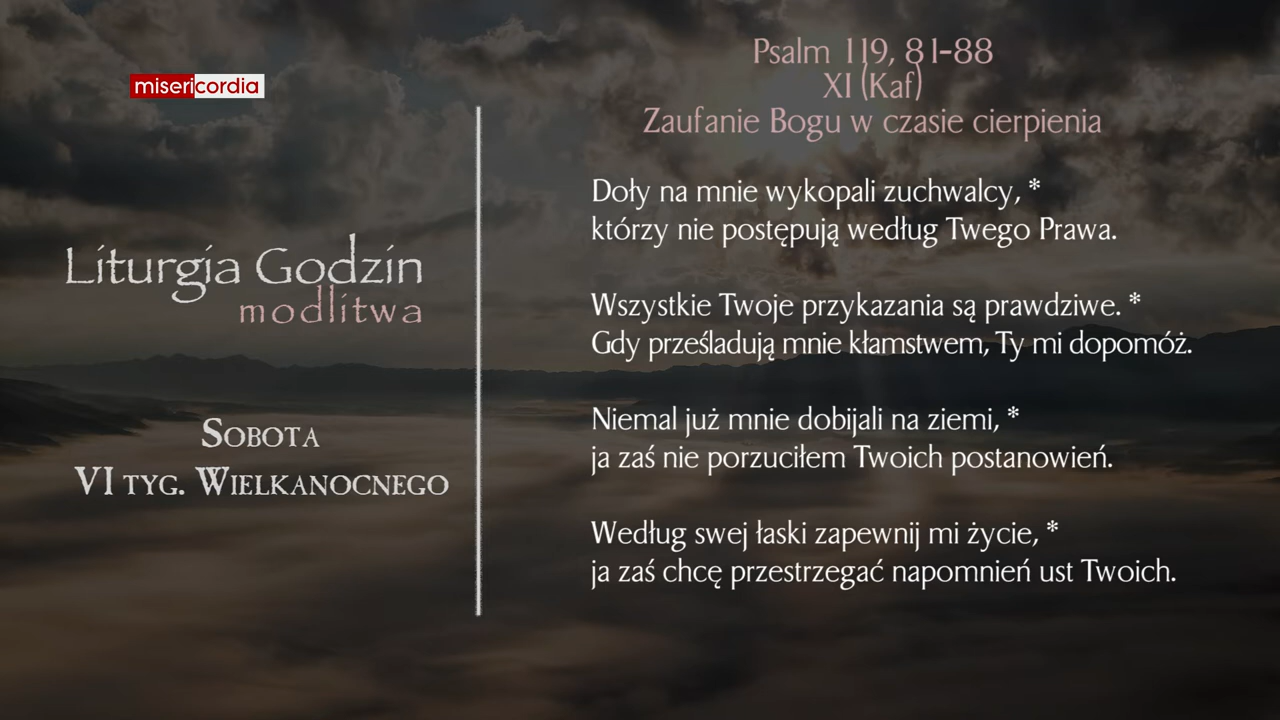 misericordia
Liturgia Godzin
modlitwa
Sobota
VI tyg. Wielkanocnego
Psalm 119, 81-88
XI (Kaf)
Zaufanie Bogu w czasie cierpienia
Doły na mnie wykopali zuchwalcy, *
którzy nie postępują według Twego Prawa.
Wszystkie Twoje przykazania są prawdziwe. *
Gdy prześladują mnie kłamstwem, Ty mi dopomóż.
Niemal już mnie dobijali na ziemi, *
ja zaś nie porzuciłem Twoich postanowień.
Według swej łaski zapewnij mi życie, *
ja zaś chcę przestrzegać napomnień ust Twoich.